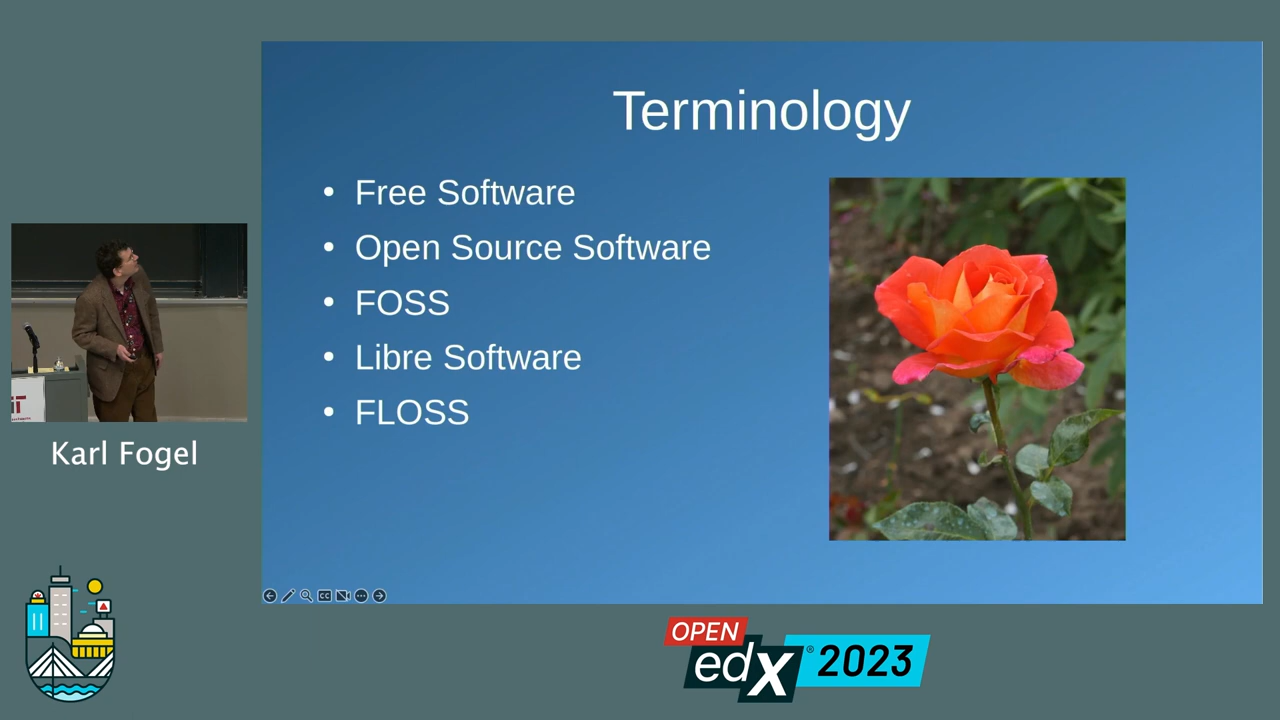 Terminology
• Free Software
• Open Source Software
• FOSS
• Libre Software
• FLOSS
Karl Fogel
OPEN
edX® 2023